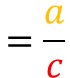 = a/c